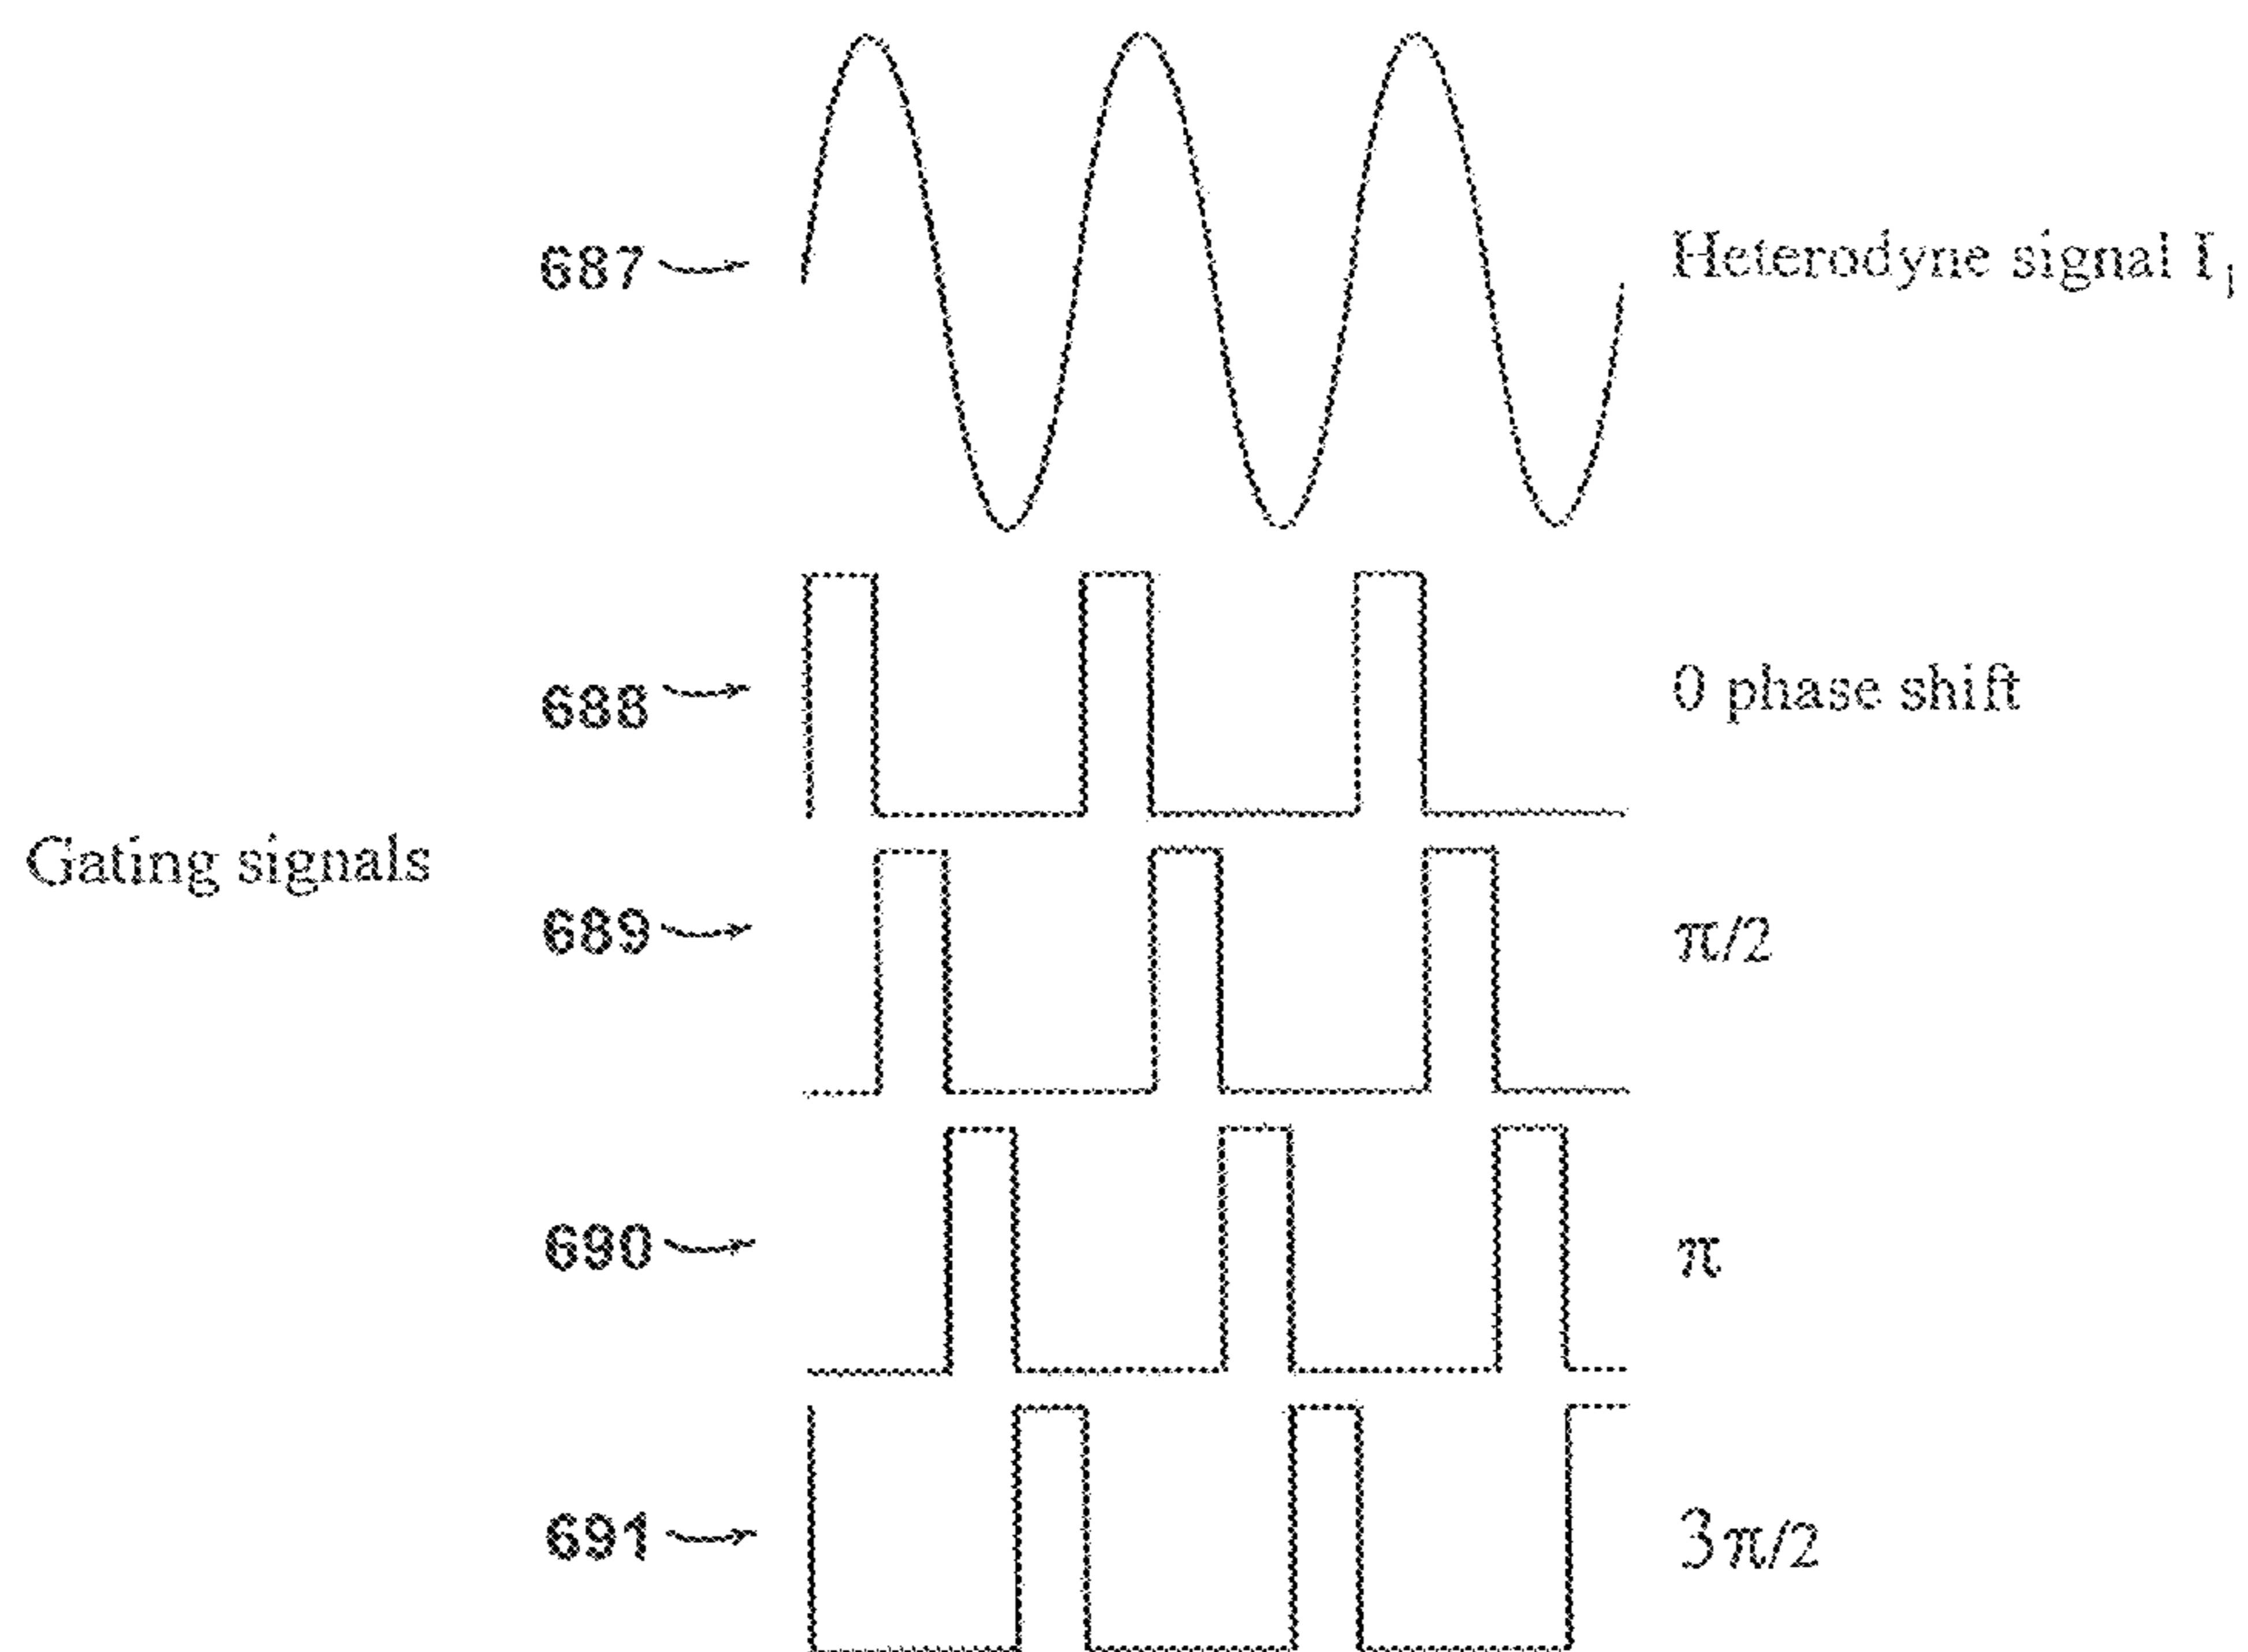 687
Heterodyne signal I₁
688
0 phase shift
Gating signals
689
π/2
690
π
691
3π/2